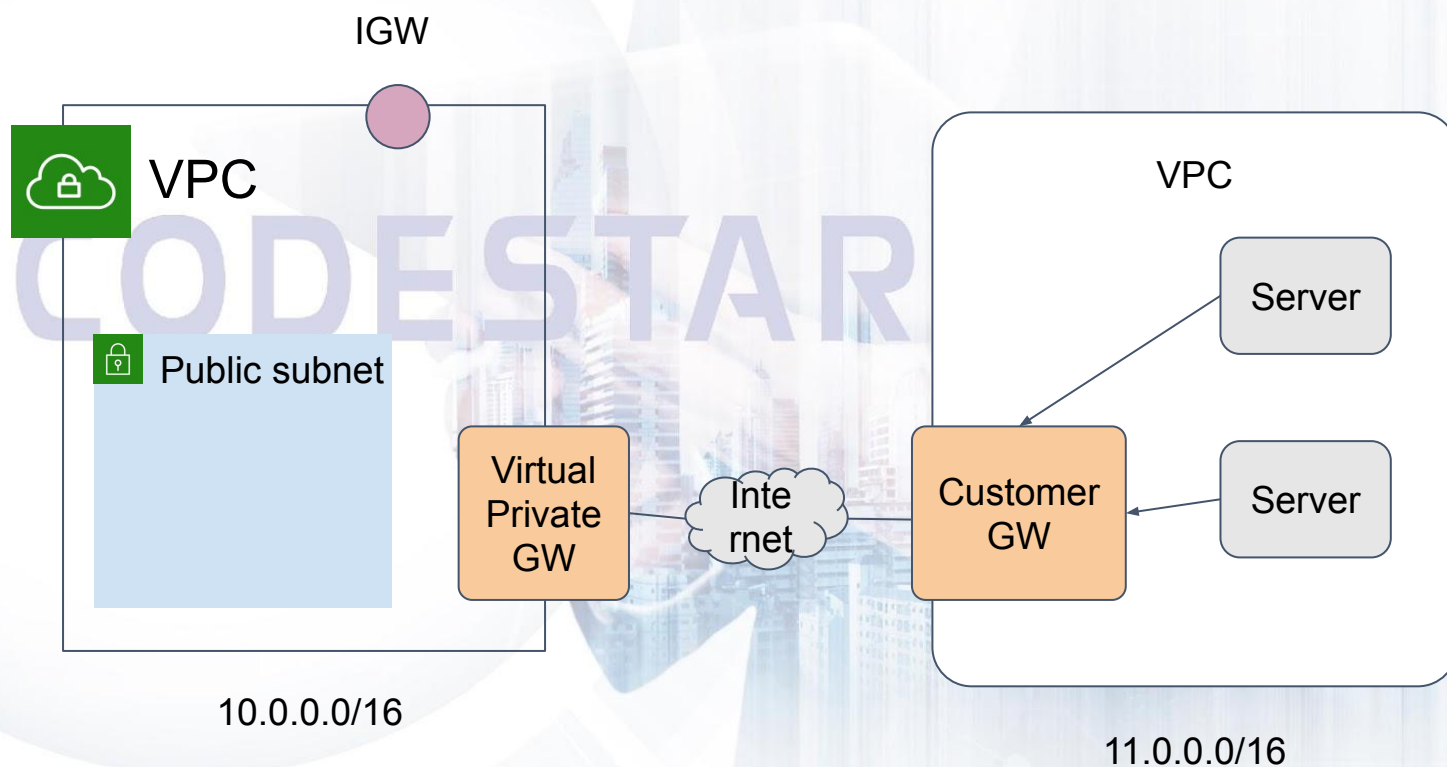 IGW
VPC
CODESTAR
Public subnet
Virtual
Private
GW
Inte
rnet
10.0.0.0/16
VPC
Server
Customer
GW
Server
11.0.0.0/16